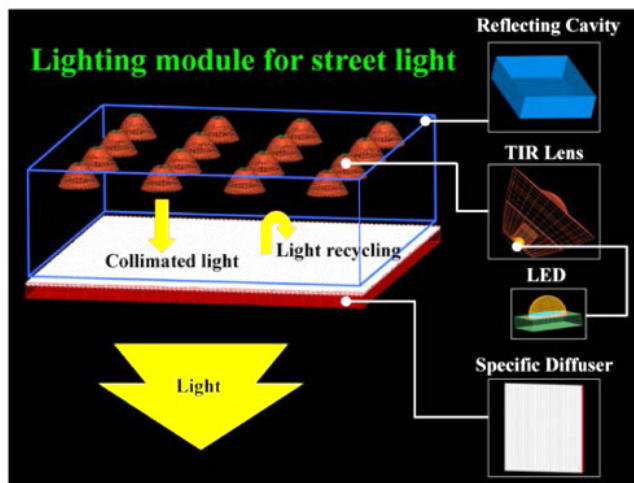 Reflecting Cavity
Lighting module for street light
TIR Lens
Collimated light
Light recycling
LED
Specific Diffuser
Light